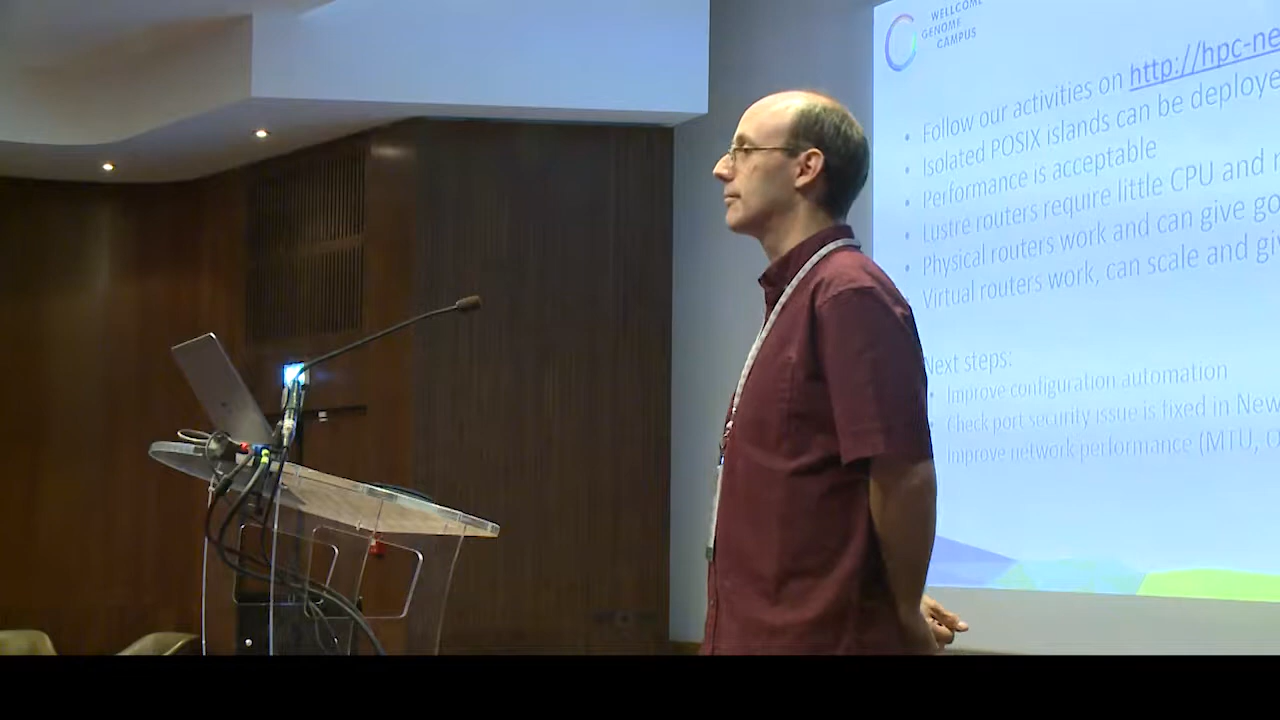 WELLCOME
GENOME
CAMPUS
• Follow our activities on http://hpc-ne
• Isolated POSIX islands can be deploye
• Performance is acceptable
• Lustre routers require little CPU and
• Physical routers work and can give go
Virtual routers work, can scale and giv
Next steps:
• Improve configuration automation
• Check port security issue is fixed in New
• Improve network performance (MTU,